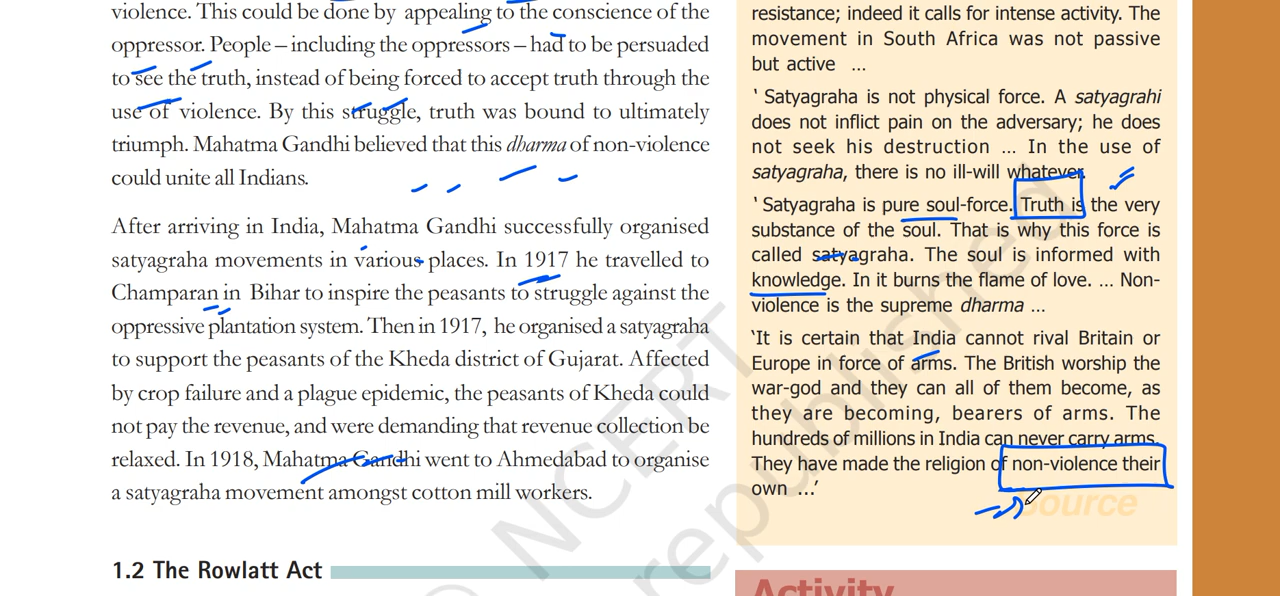 violence. This could be done by appealing to the conscience of the
oppressor. People – including the oppressors – had to be persuaded
to see the truth, instead of being forced to accept truth through the
use of violence. By this struggle, truth was bound to ultimately
triumph. Mahatma Gandhi believed that this dharma of non-violence
could unite all Indians.
After arriving in India, Mahatma Gandhi successfully organised
satyagraha movements in various places. In 1917 he travelled to
Champaran in Bihar to inspire the peasants to struggle against the
oppressive plantation system. Then in 1917, he organised a satyagraha
to support the peasants of the Kheda district of Gujarat. Affected
by crop failure and a plague epidemic, the peasants of Kheda could
not pay the revenue, and were demanding that revenue collection be
relaxed. In 1918, Mahatma Gandhi went to Ahmedabad to organise
a satyagraha movement amongst cotton mill workers.
1.2 The Rowlatt Act
resistance; indeed it calls for intense activity. The
movement in South Africa was not passive
but active ...
' Satyagraha is not physical force. A satyagrahi
does not inflict pain on the adversary; he does
not seek his destruction ... In the use of
satyagraha, there is no ill-will whatever.
' Satyagraha is pure soul-force. Truth is the very
substance of the soul. That is why this force is
called satyagraha. The soul is informed with
knowledge. In it burns the flame of love. ... Non-
violence is the supreme dharma ...
'It is certain that India cannot rival Britain or
Europe in force of arms. The British worship the
war-god and they can all of them become, as
they are becoming, bearers of arms. The
hundreds of millions in India can never carry arms.
They have made the religion of non-violence their
own ...'
Source
Activity
© NCERT
republished